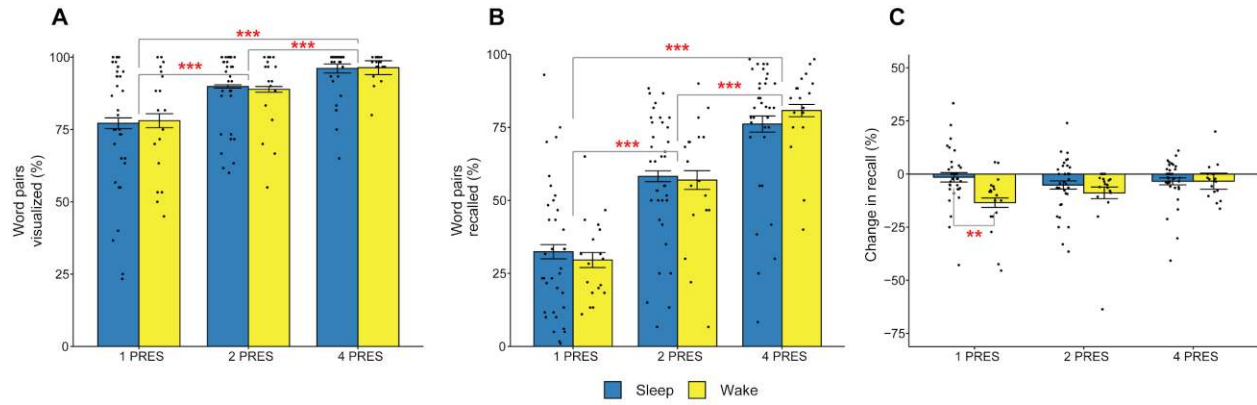 A
Word pairs
visualized (%)
100
75
50
25
0
***
***
***
1 PRES
2 PRES
4 PRES
B
Word pairs
recalled (%)
100
75
50
25
0
***
***
***
1 PRES
2 PRES
4 PRES
C
Change in recall (%)
50
25
0
−25
−50
−75
**
1 PRES
2 PRES
4 PRES
Sleep
Wake